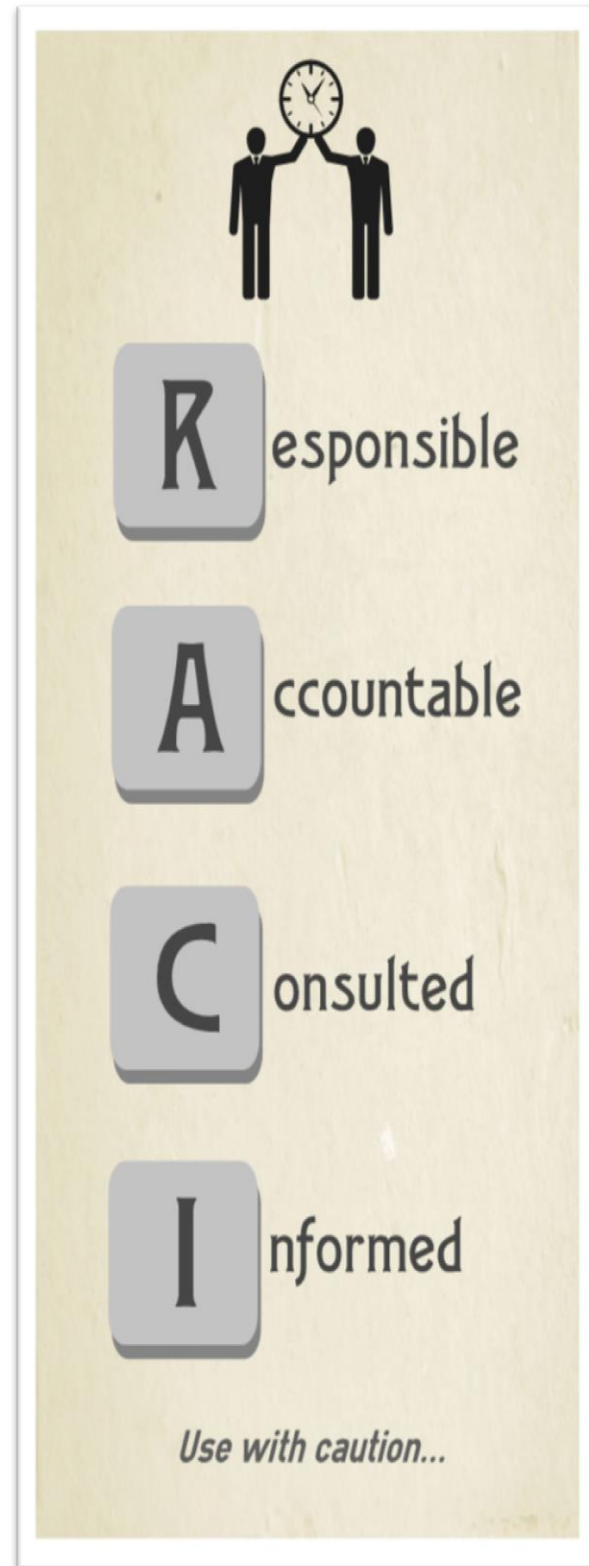 Responsible
Accountable
Consulted
Informed
Use with caution...